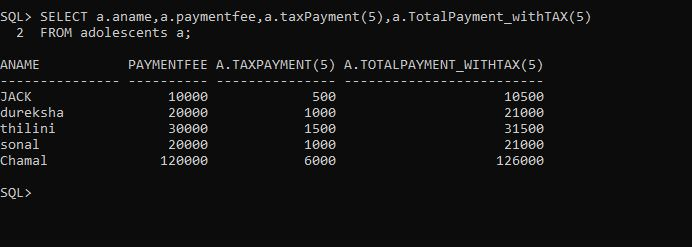 SQL> SELECT a.aname,a.paymentfee,a.taxPayment(5),a.TotalPayment_withTAX(5)
  2  FROM adolescents a;
ANAME           PAYMENTFEE A.TAXPAYMENT(5) A.TOTALPAYMENT_WITHTAX(5)
--------------- ---------- --------------- -------------------------
JACK                 10000             500                     10500
dureksha             20000            1000                     21000
thilini              30000            1500                     31500
sonal                20000            1000                     21000
Chamal              120000            6000                    126000
SQL>